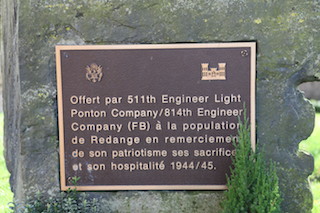 Offert par 511th Engineer Light
Ponton Company/814th Engineer
Company (FB) à la population
de Redange en remerciement
de son patriotisme ses sacrifice
et son hospitalité 1944/45.